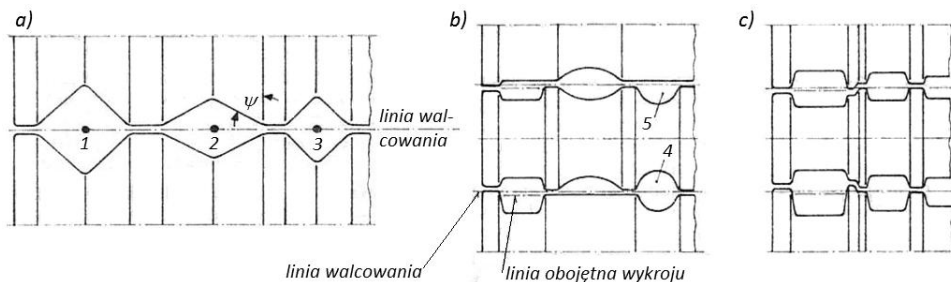 a)
b)
c)
ψ
linia wal-
cowania
1
2
3
5
4
linia walcowania
linia obojętna wykroju